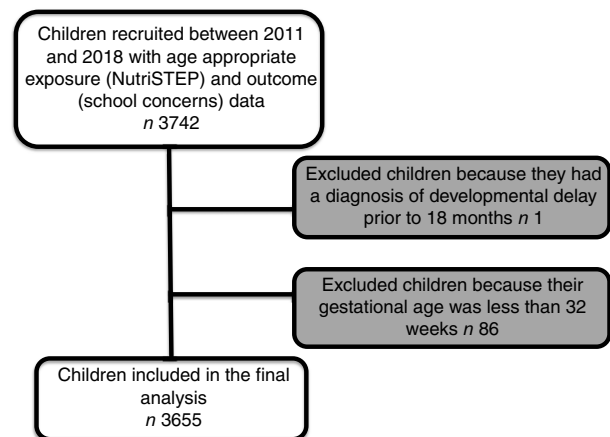 Children recruited between 2011
and 2018 with age appropriate
exposure (NutriSTEP) and outcome
(school concerns) data
n 3742
Excluded children because they had
a diagnosis of developmental delay
prior to 18 months n 1
Excluded children because their
gestational age was less than 32
weeks n 86
Children included in the final
analysis
n 3655